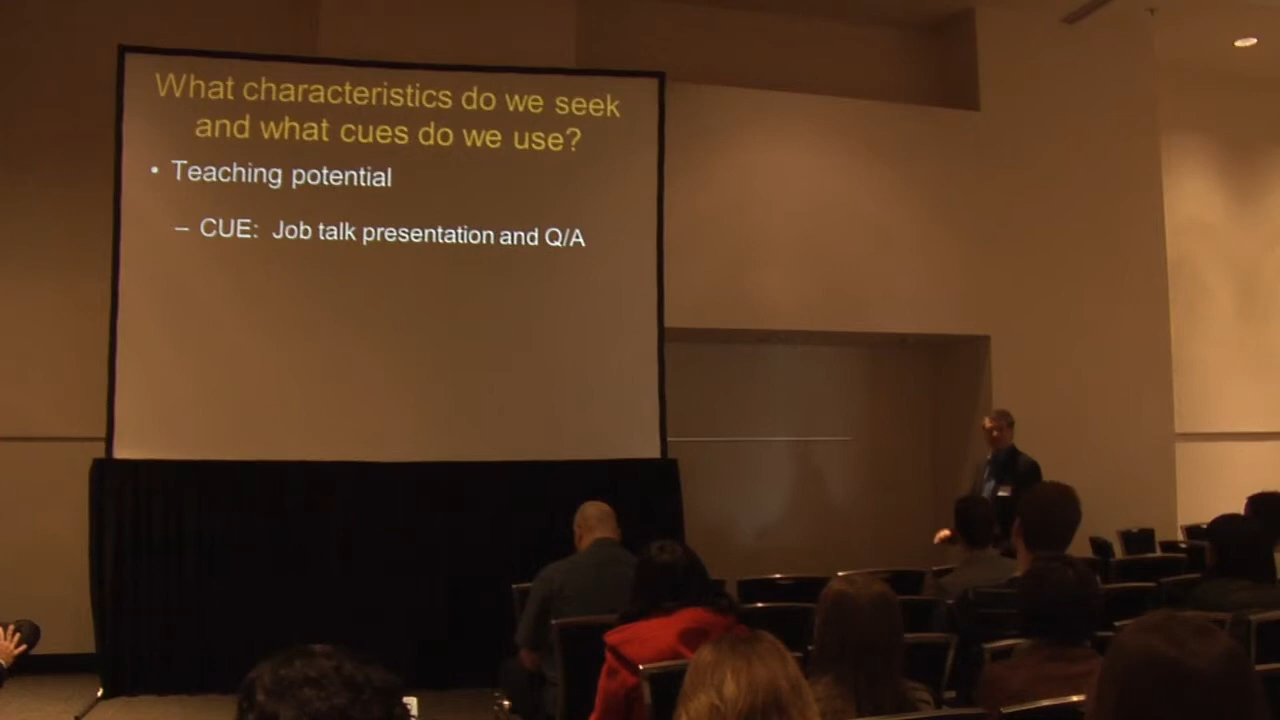 What characteristics do we seek
and what cues do we use?
• Teaching potential
– CUE: Job talk presentation and Q/A